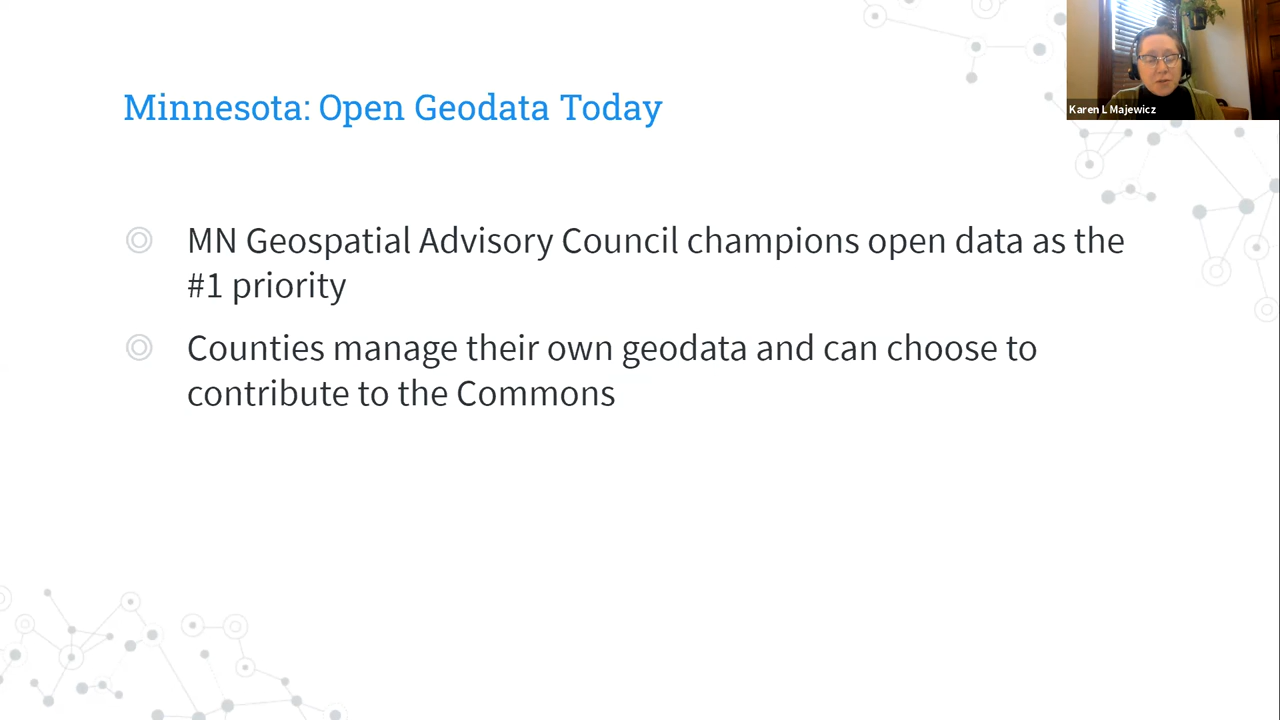 Minnesota: Open Geodata Today
Karen L Majewicz
MN Geospatial Advisory Council champions open data as the
#1 priority
Counties manage their own geodata and can choose to
contribute to the Commons